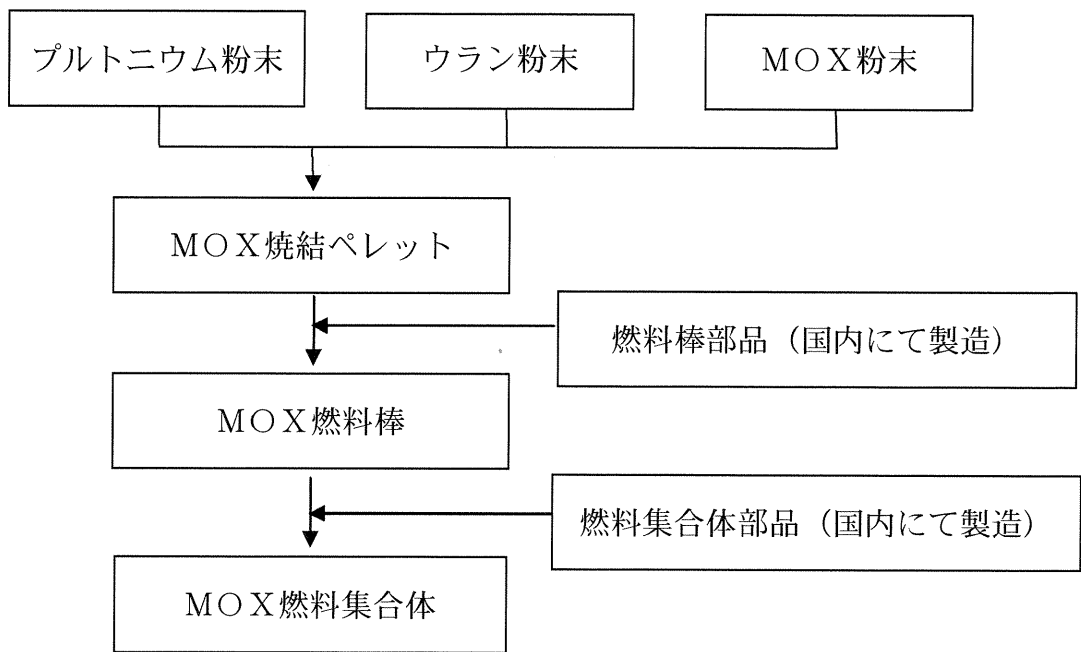 プルトニウム粉末
ウラン粉末
MOX粉末
MOX焼結ペレット
燃料棒部品（国内にて製造）
MOX燃料棒
燃料集合体部品（国内にて製造）
MOX燃料集合体